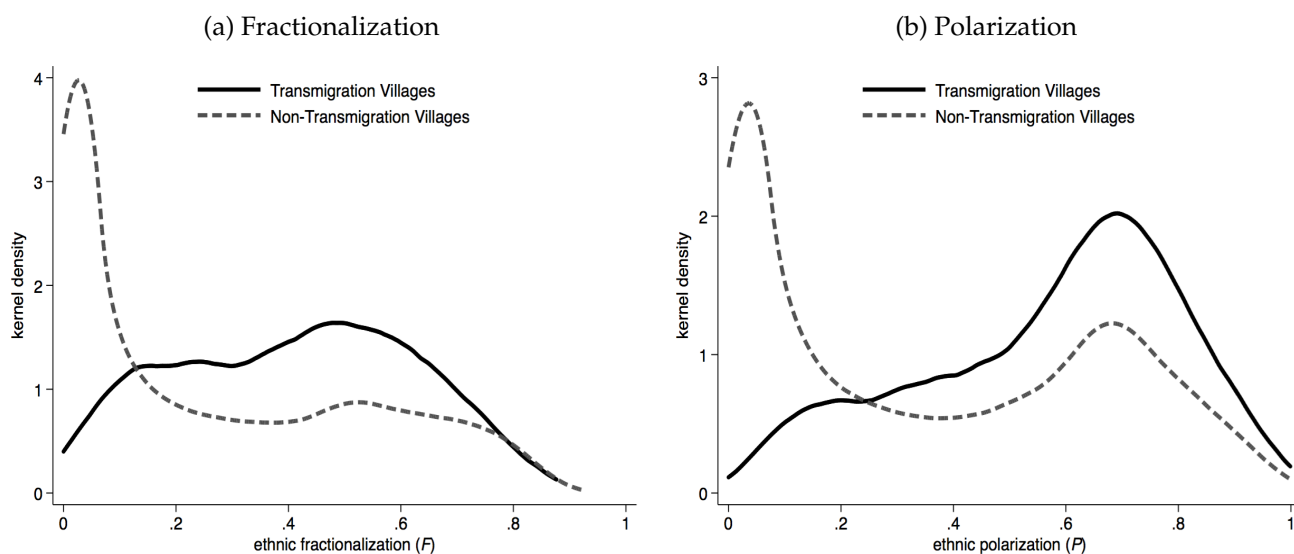 (a) Fractionalization
4
3
2
1
0
kernel density
Transmigration Villages
Non-Transmigration Villages
0 .2 .4 .6 .8 1
ethnic fractionalization (F)
(b) Polarization
3
2
1
0
kernel density
Transmigration Villages
Non-Transmigration Villages
0 .2 .4 .6 .8 1
ethnic polarization (P)